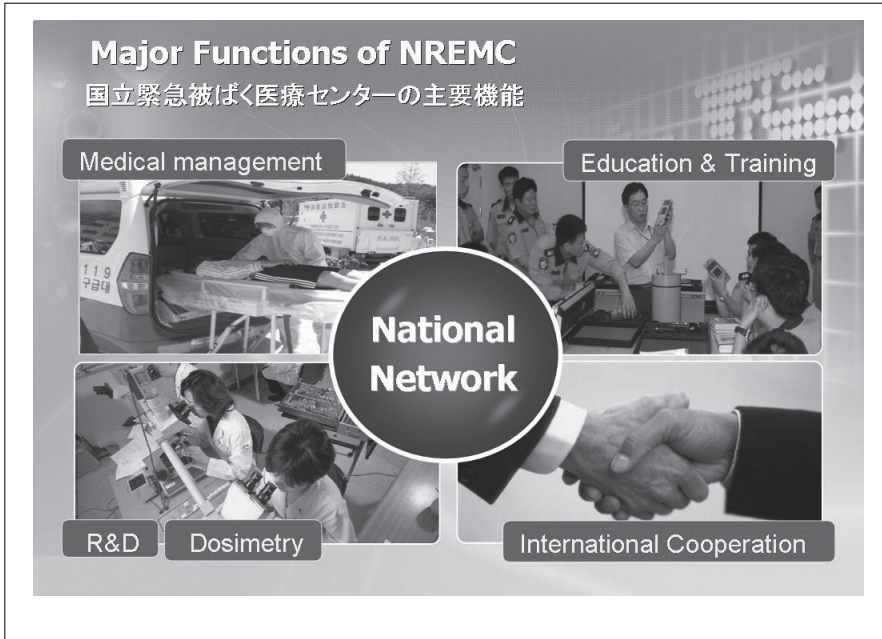 Major Functions of NREMC
国立緊急被ばく医療センターの主要機能
Medical management
Education & Training
119
구급대
National
Network
R&D
Dosimetry
International Cooperation